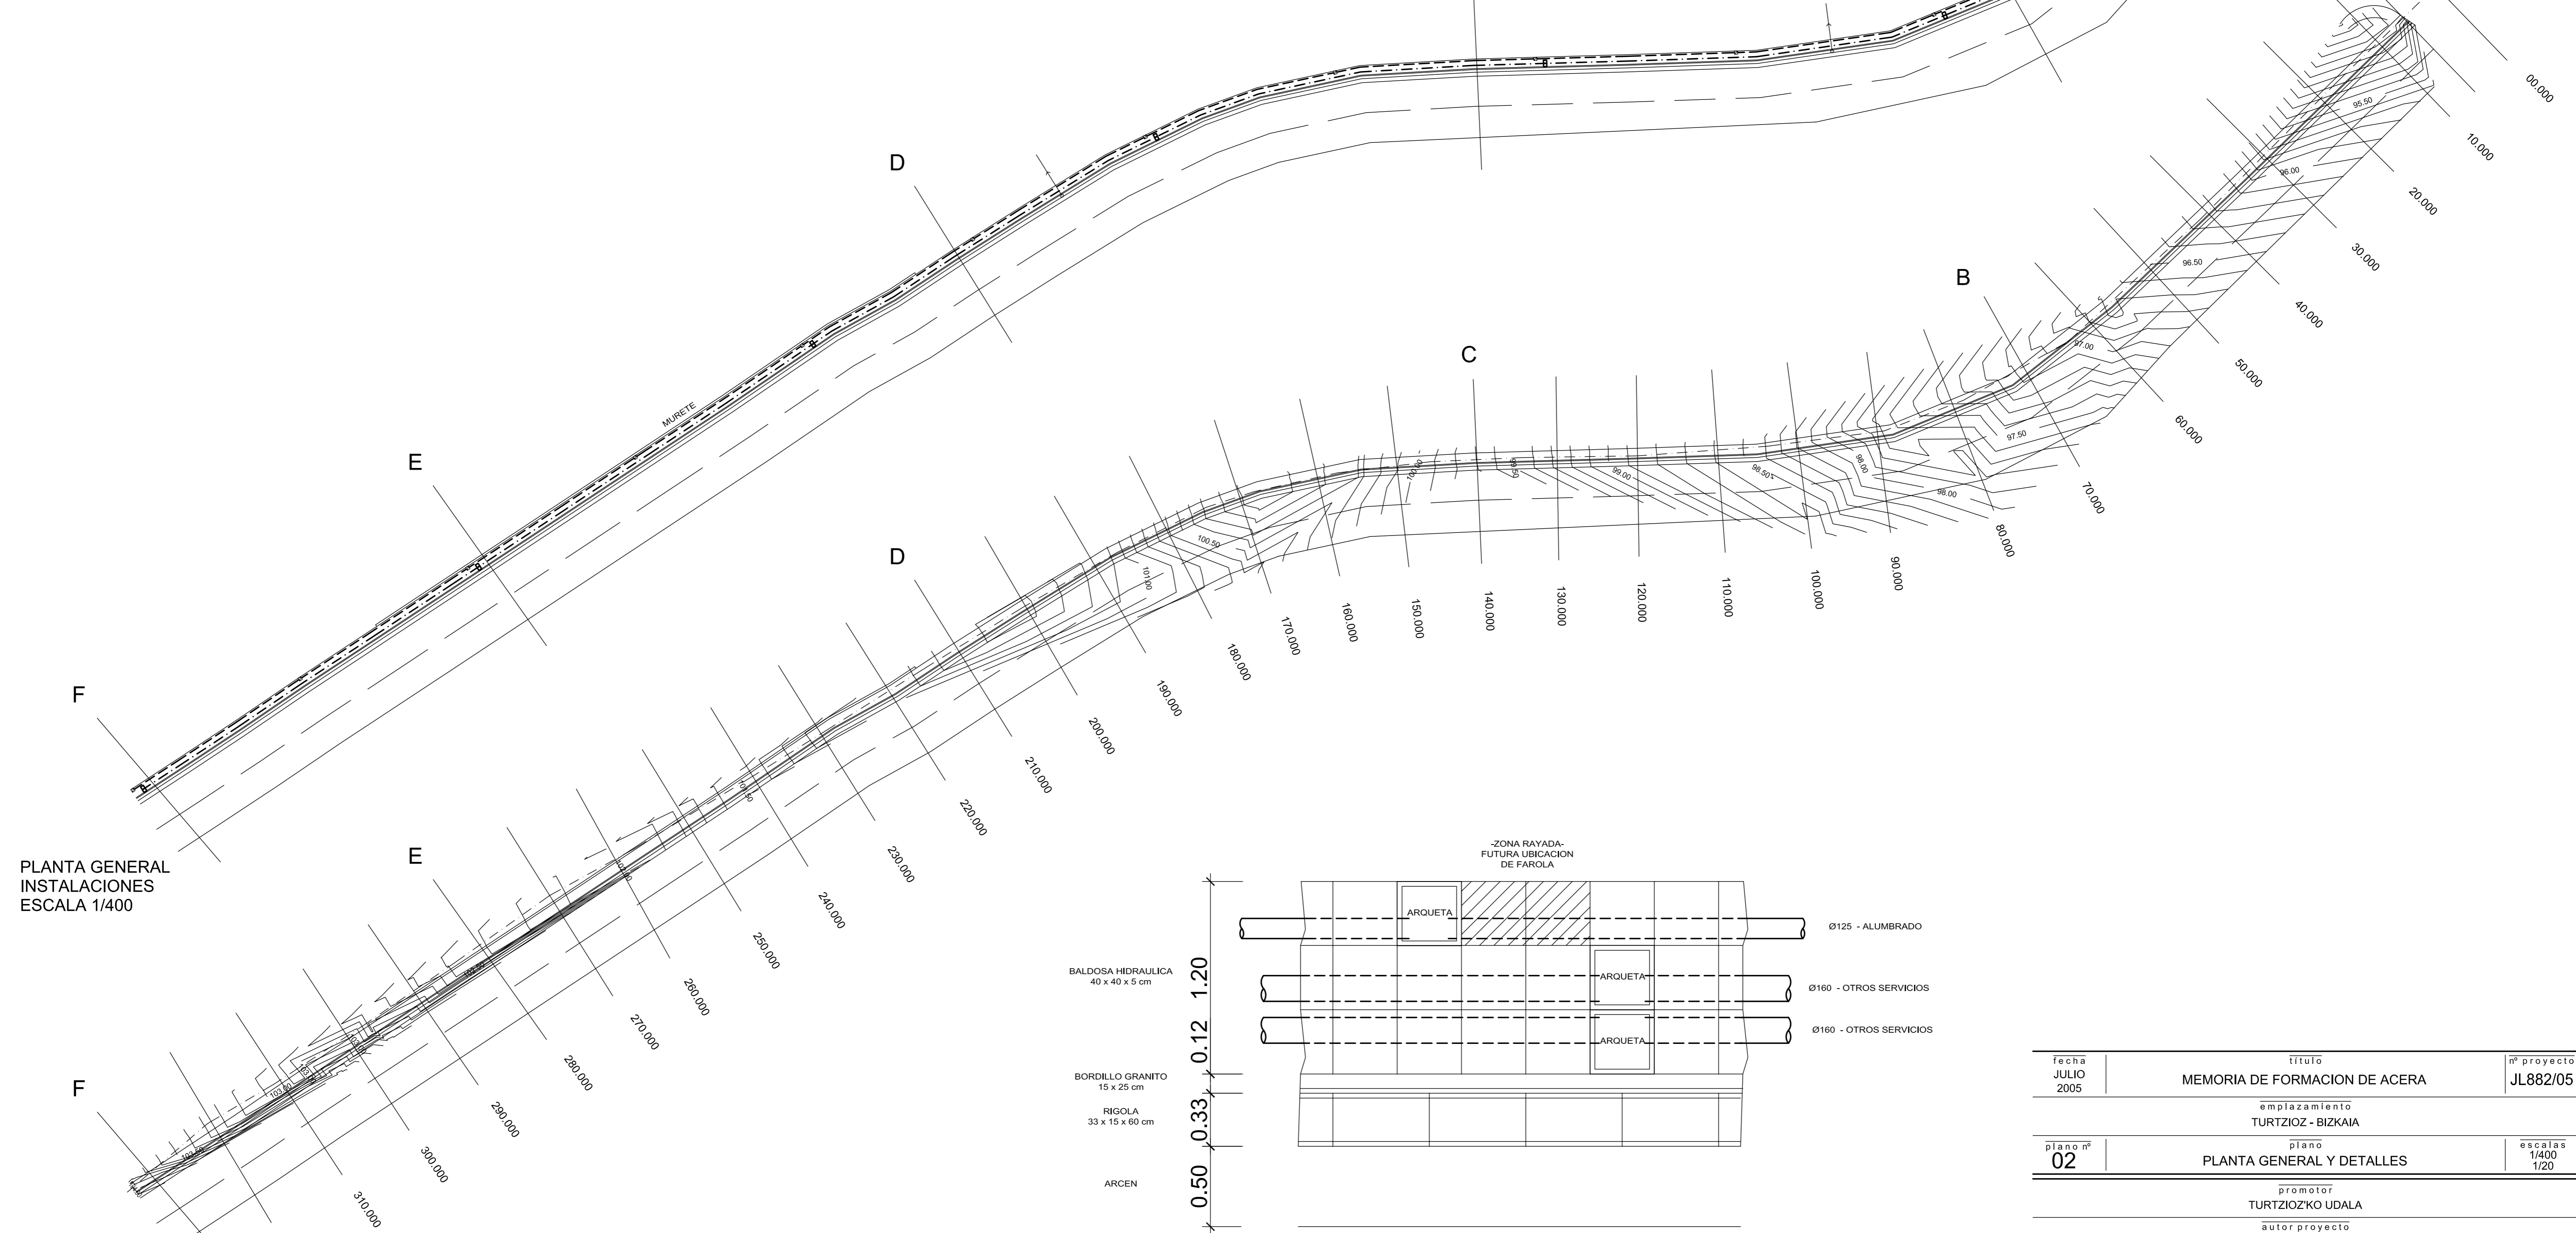 D
MURETE
E
F
PLANTA GENERAL
INSTALACIONES
ESCALA 1/400
B
C
D
E
F
00.000
10.000
20.000
30.000
40.000
50.000
60.000
70.000
80.000
90.000
100.000
110.000
120.000
130.000
140.000
150.000
160.000
170.000
180.000
190.000
200.000
210.000
220.000
230.000
240.000
250.000
260.000
270.000
280.000
290.000
300.000
310.000
95.50
96.00
96.50
97.00
97.50
98.00
98.00
98.50
99.00
99.50
100.00
100.50
101.00
-ZONA RAYADA-
FUTURA UBICACION
DE FAROLA
ARQUETA
ARQUETA
ARQUETA
Ø125 - ALUMBRADO
Ø160 - OTROS SERVICIOS
Ø160 - OTROS SERVICIOS
BALDOSA HIDRAULICA
40 x 40 x 5 cm
1.20
0.12
BORDILLO GRANITO
15 x 25 cm
RIGOLA
33 x 15 x 60 cm
0.33
ARCEN
0.50
fecha
JULIO
2005
título
MEMORIA DE FORMACION DE ACERA
nº proyecto
JL882/05
emplazamiento
TURTZIOZ - BIZKAIA
plano nº
02
plano
PLANTA GENERAL Y DETALLES
escalas
1/400
1/20
promotor
TURTZIOZ'KO UDALA
autor proyecto